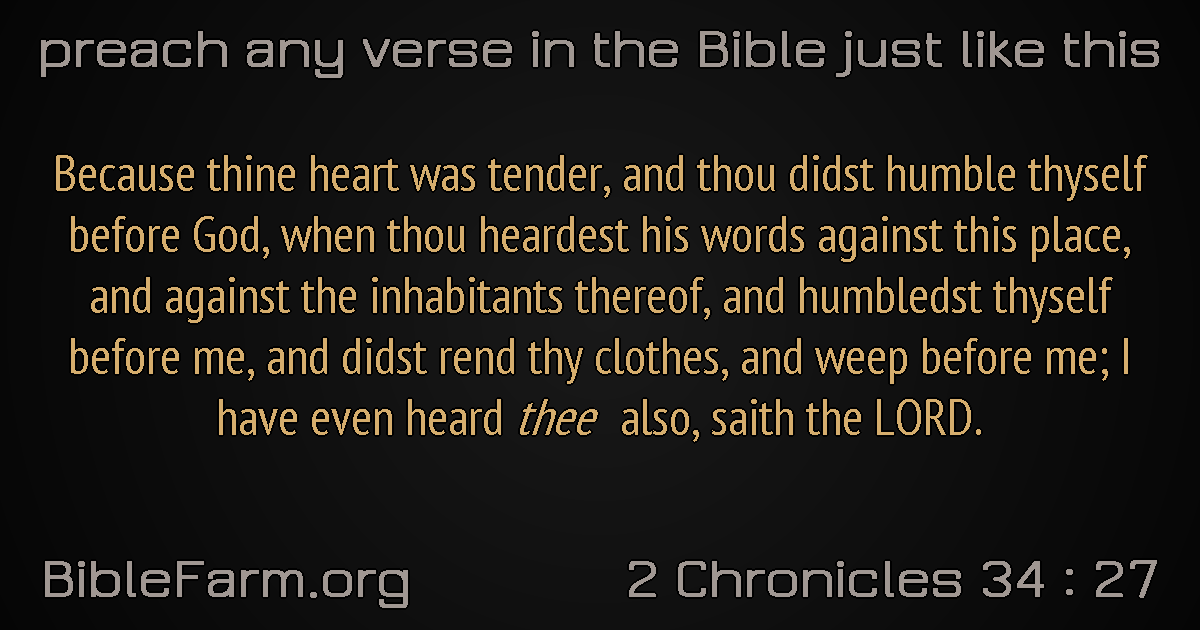 preach any verse in the Bible just like this
Because thine heart was tender, and thou didst humble thyself
before God, when thou heardest his words against this place,
and against the inhabitants thereof, and humbledst thyself
before me, and didst rend thy clothes, and weep before me; I
have even heard thee also, saith the LORD.
BibleFarm.org
2 Chronicles 34 : 27